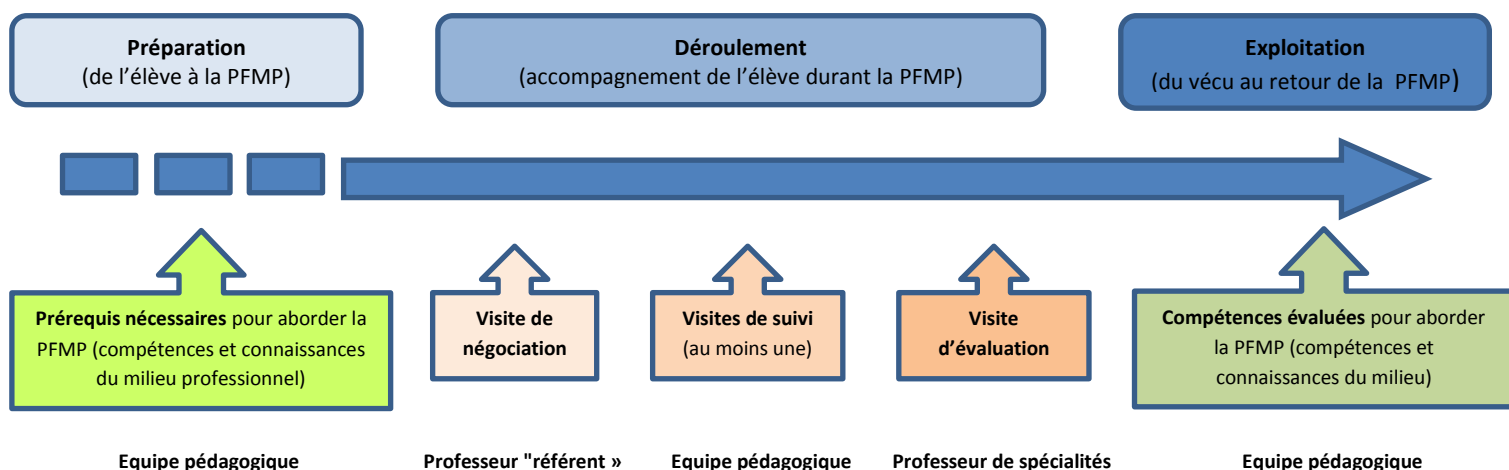 Préparation
(de l'élève à la PFMP)
Déroulement
(accompagnement de l'élève durant la PFMP)
Exploitation
(du vécu au retour de la PFMP)
Prérequis nécessaires pour aborder la
PFMP (compétences et connaissances
du milieu professionnel)
Visite de
négociation
Visites de suivi
(au moins une)
Visite
d'évaluation
Compétences évaluées pour aborder
la PFMP (compétences et
connaissances du milieu)
Equipe pédagogique
Professeur "référent »
Equipe pédagogique
Professeur de spécialités
Equipe pédagogique